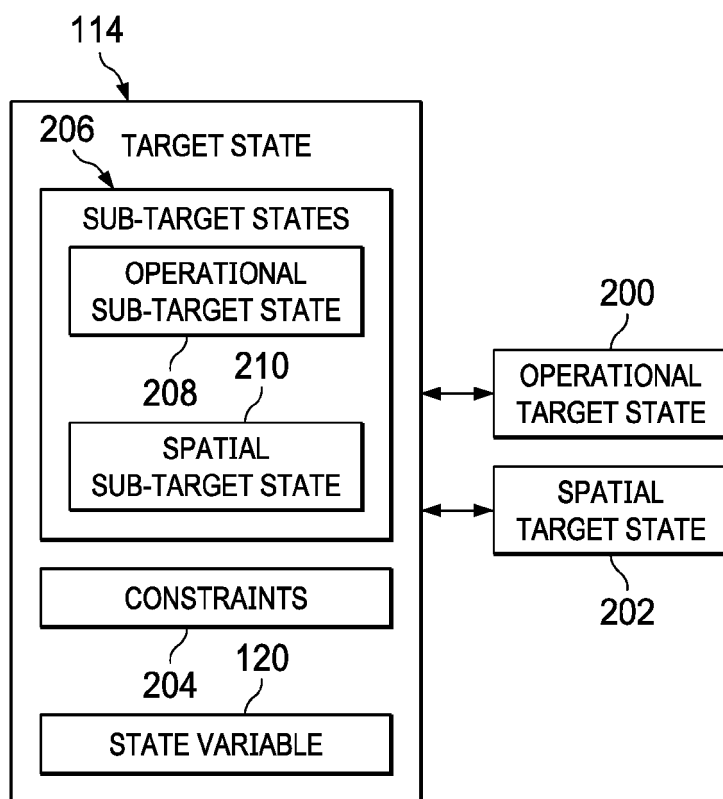 114
206
TARGET STATE
SUB-TARGET STATES
OPERATIONAL
SUB-TARGET STATE
208
210
SPATIAL
SUB-TARGET STATE
CONSTRAINTS
204
120
STATE VARIABLE
200
OPERATIONAL
TARGET STATE
SPATIAL
TARGET STATE
202